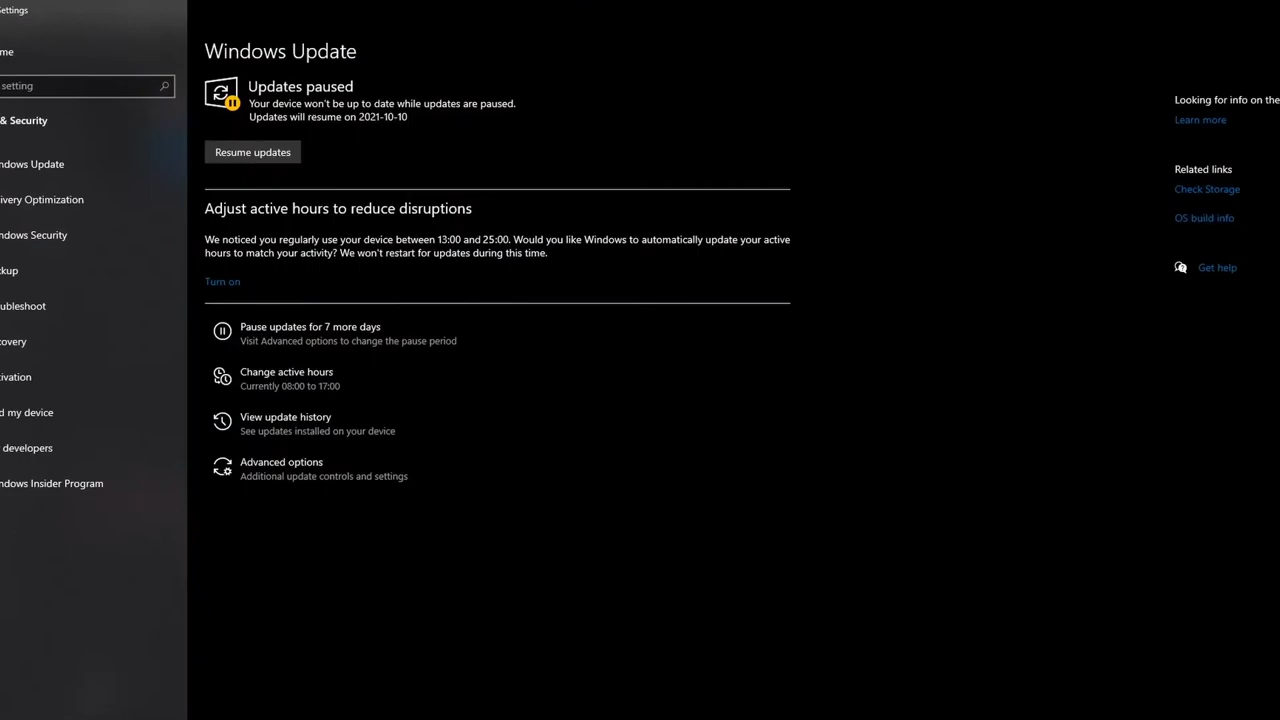 Settings
me
setting
& Security
ndows Update
ivery Optimization
ndows Security
kup
ubleshoot
overy
tivation
d my device
developers
ndows Insider Program
Windows Update
Updates paused
Your device won't be up to date while updates are paused.
Updates will resume on 2021-10-10
Resume updates
Adjust active hours to reduce disruptions
We noticed you regularly use your device between 13:00 and 25:00. Would you like Windows to automatically update your active
hours to match your activity? We won't restart for updates during this time.
Turn on
Pause updates for 7 more days
Visit Advanced options to change the pause period
Change active hours
Currently 08:00 to 17:00
View update history
See updates installed on your device
Advanced options
Additional update controls and settings
Looking for info on the
Learn more
Related links
Check Storage
OS build info
Get help